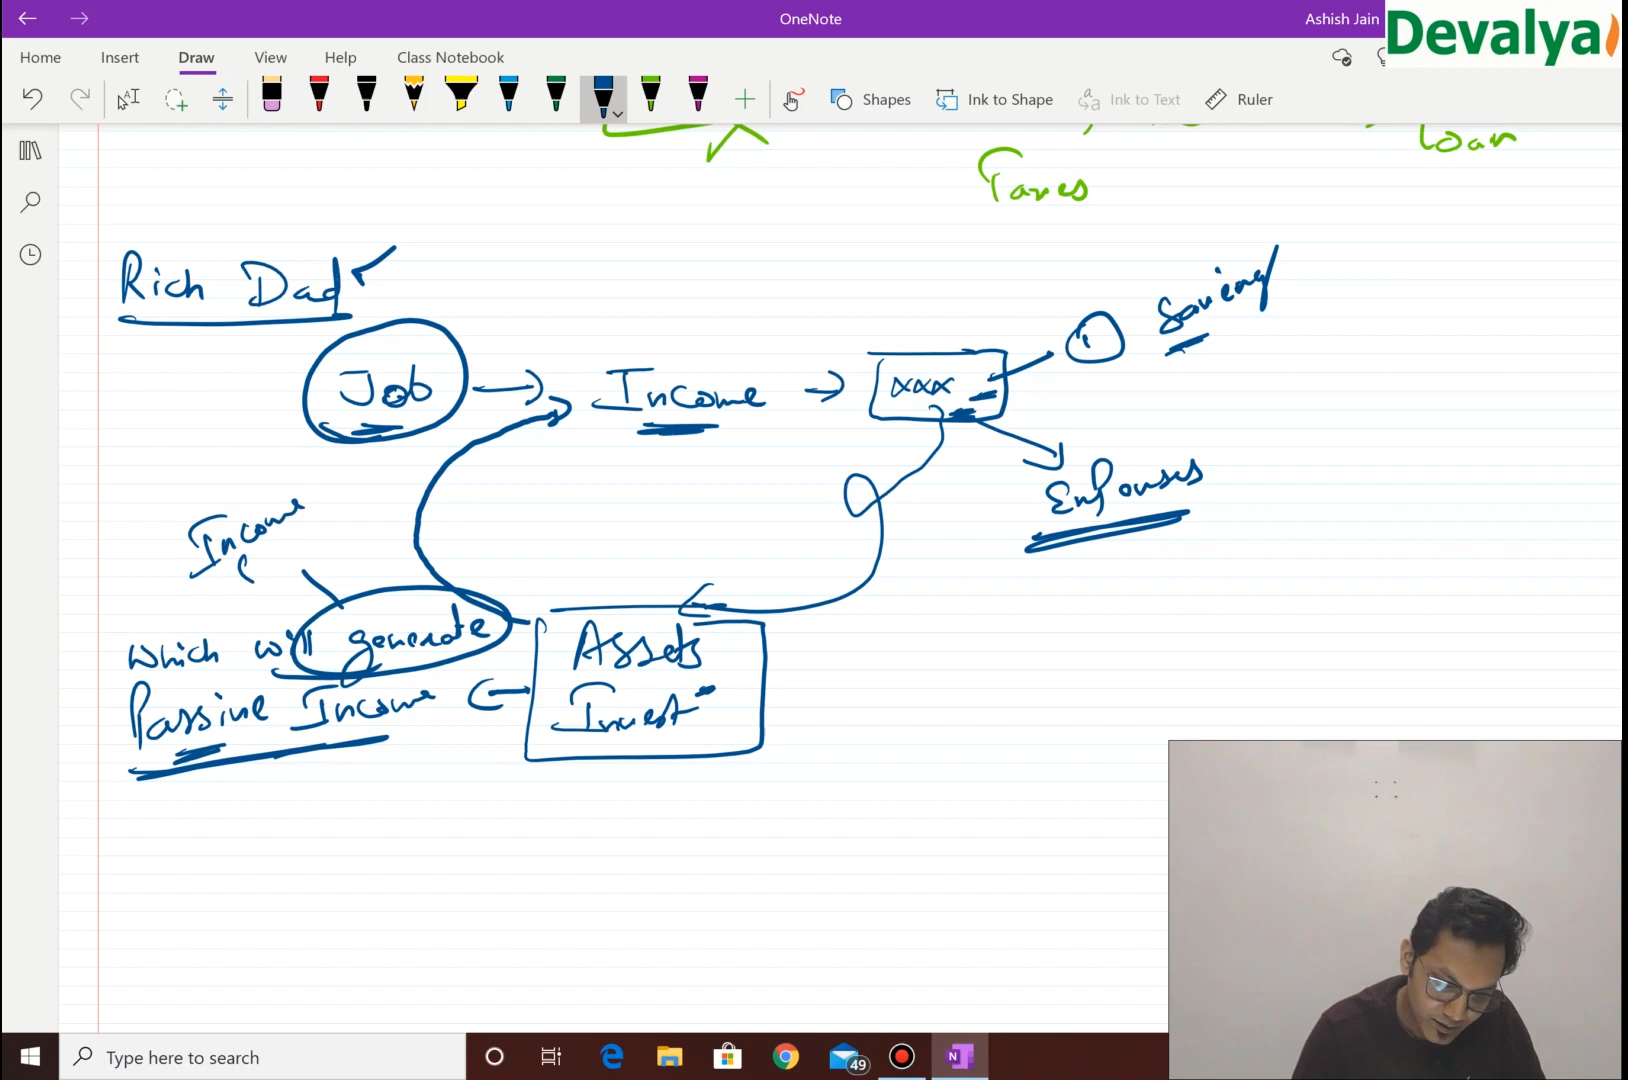 OneNote
Ashish Jain
Devalya
Home Insert Draw View Help Class Notebook
Shapes Ink to Shape Ink to Text Ruler
Loan
Taxes
Rich Dad
Saving
Job → Income → xxx
1
Expenses
Income
which will generate
Passive Income
Assets
Invest
Type here to search
49
N